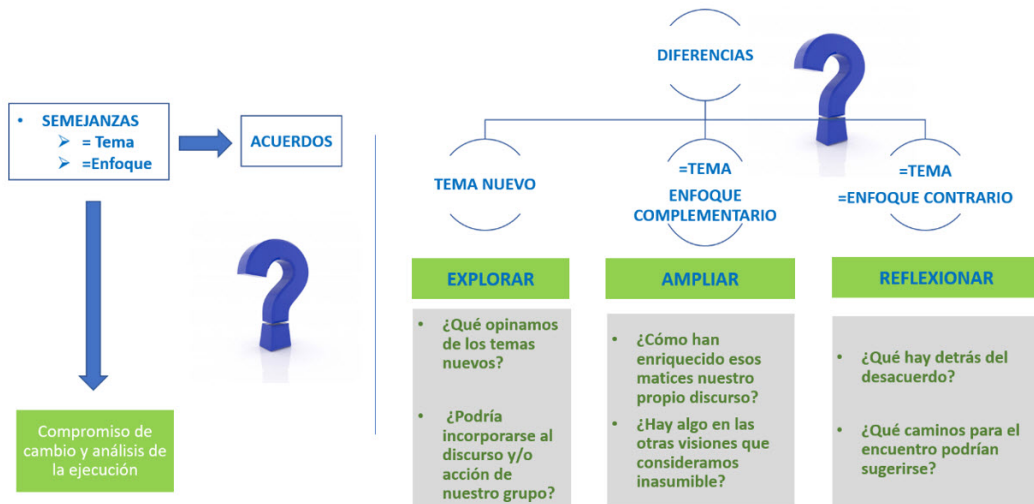 • SEMEJANZAS
➢ = Tema
➢ =Enfoque
ACUERDOS
Compromiso de
cambio y análisis de
la ejecución
DIFERENCIAS
TEMA NUEVO
=TEMA
ENFOQUE
COMPLEMENTARIO
=TEMA
=ENFOQUE CONTRARIO
EXPLORAR
• ¿Qué opinamos
de los temas
nuevos?
• ¿Podría
incorporarse al
discurso y/o
acción de
nuestro grupo?
AMPLIAR
• ¿Cómo han
enriquecido esos
matices nuestro
propio discurso?
• ¿Hay algo en las
otras visiones que
consideramos
inasumible?
REFLEXIONAR
• ¿Qué hay detrás del
desacuerdo?
• ¿Qué caminos para el
encuentro podrían
sugerirse?